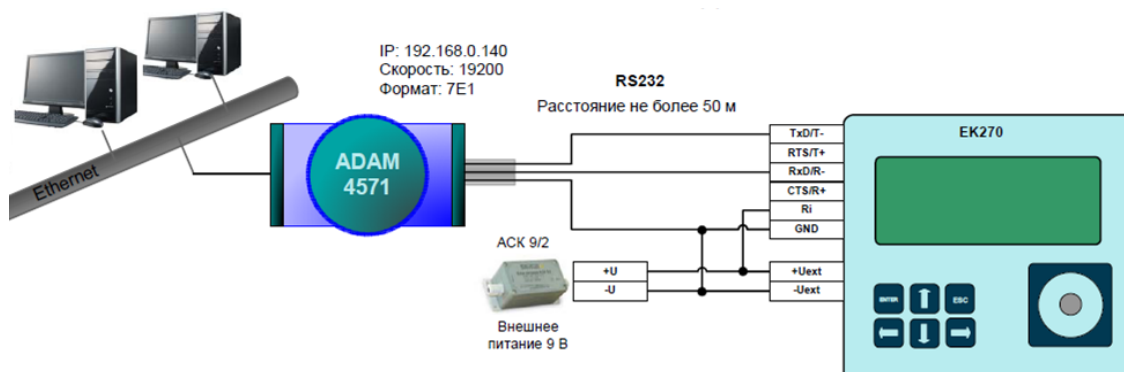 IP: 192.168.0.140
Скорость: 19200
Формат: 7E1
RS232
Расстояние не более 50 м
Ethernet
ADAM
4571
TxD/T-
RTS/T+
RxD/R-
CTS/R+
Ri
GND
+Uext
-Uext
EK270
АСК 9/2
+U
-U
Внешнее
питание 9 В
ENTER
ESC